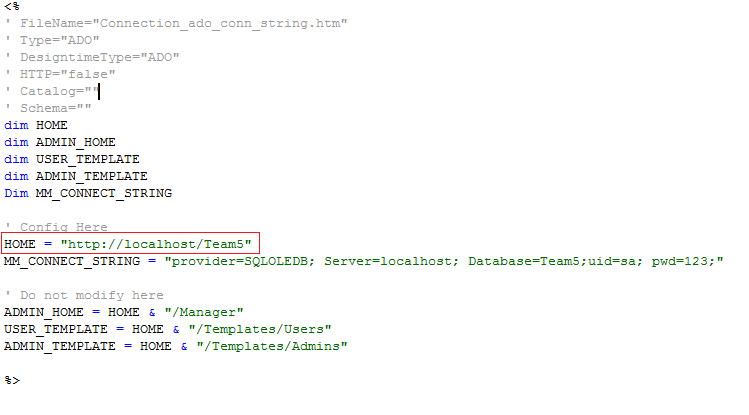 <%
' FileName="Connection_ado_conn_string.htm"
' Type="ADO"
' DesigntimeType="ADO"
' HTTP="false"
' Catalog=""
' Schema=""
dim HOME
dim ADMIN_HOME
dim USER_TEMPLATE
dim ADMIN_TEMPLATE
Dim MM_CONNECT_STRING
' Config Here
HOME = "http://localhost/Team5"
MM_CONNECT_STRING = "provider=SQLOLEDB; Server=localhost; Database=Team5;uid=sa; pwd=123;"
' Do not modify here
ADMIN_HOME = HOME & "/Manager"
USER_TEMPLATE = HOME & "/Templates/Users"
ADMIN_TEMPLATE = HOME & "/Templates/Admins"
%>